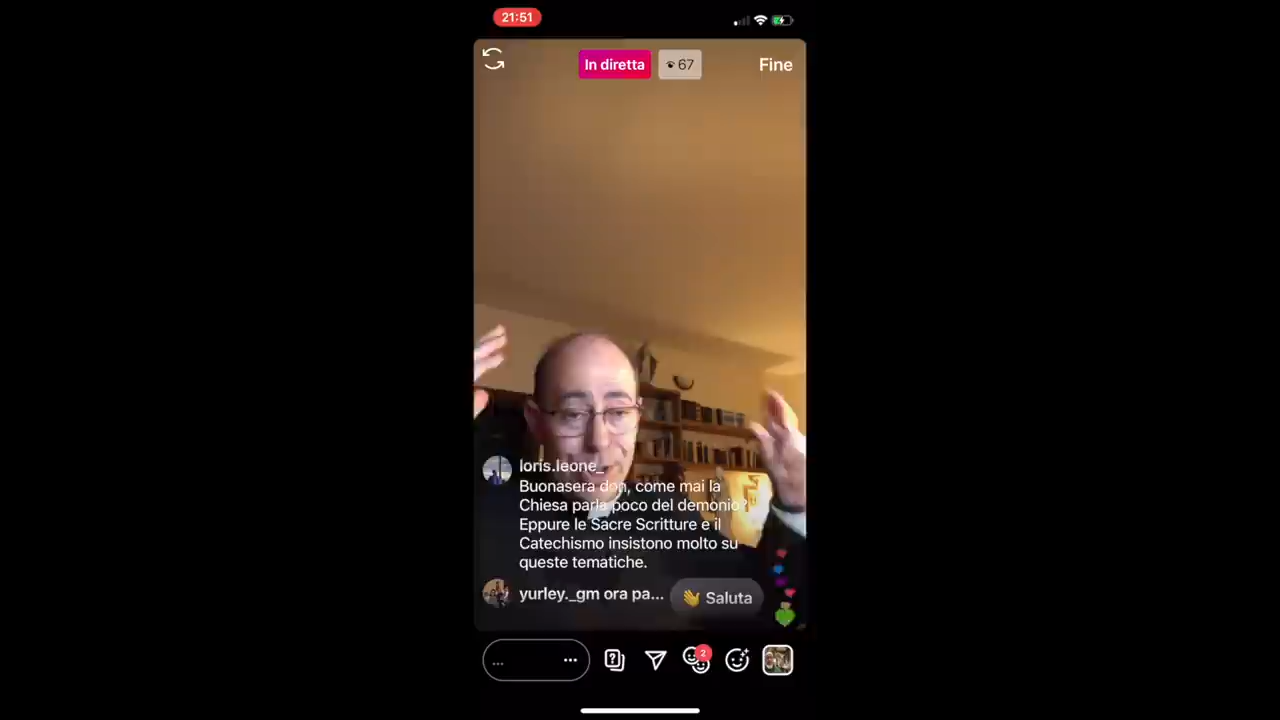 21:51
In diretta
67
Fine
loris.leone_
Buonasera don, come mai la
Chiesa parla poco del demonio?
Eppure le Sacre Scritture e il
Catechismo insistono molto su
queste tematiche.
yurley._gm ora pa...
👋 Saluta
...
2